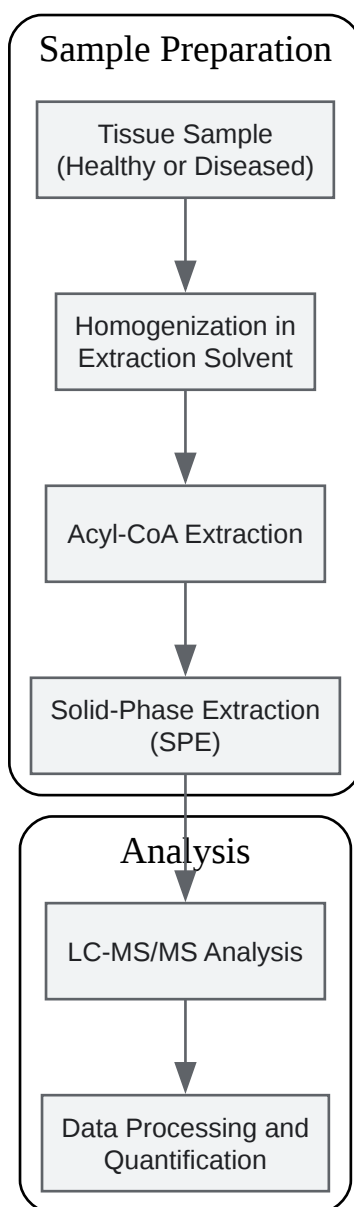 Sample Preparation
Tissue Sample
(Healthy or Diseased)
Homogenization in
Extraction Solvent
Acyl-CoA Extraction
Solid-Phase Extraction
(SPE)
Analysis
LC-MS/MS Analysis
Data Processing and
Quantification